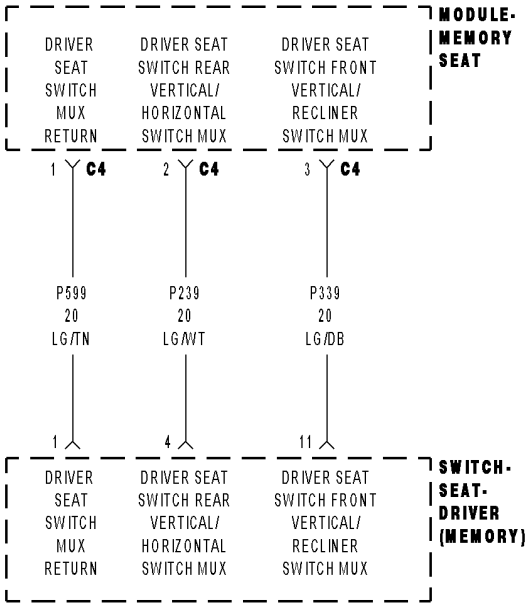 MODULE-
MEMORY
SEAT
DRIVER
SEAT
SWITCH
MUX
RETURN
DRIVER SEAT
SWITCH REAR
VERTICAL/
HORIZONTAL
SWITCH MUX
DRIVER SEAT
SWITCH FRONT
VERTICAL/
RECLINER
SWITCH MUX
1 C4
2 C4
3 C4
P599
20
LG/TN
P239
20
LG/WT
P339
20
LG/DB
1
4
11
DRIVER
SEAT
SWITCH
MUX
RETURN
DRIVER SEAT
SWITCH REAR
VERTICAL/
HORIZONTAL
SWITCH MUX
DRIVER SEAT
SWITCH FRONT
VERTICAL/
RECLINER
SWITCH MUX
SWITCH-
SEAT-
DRIVER
(MEMORY)